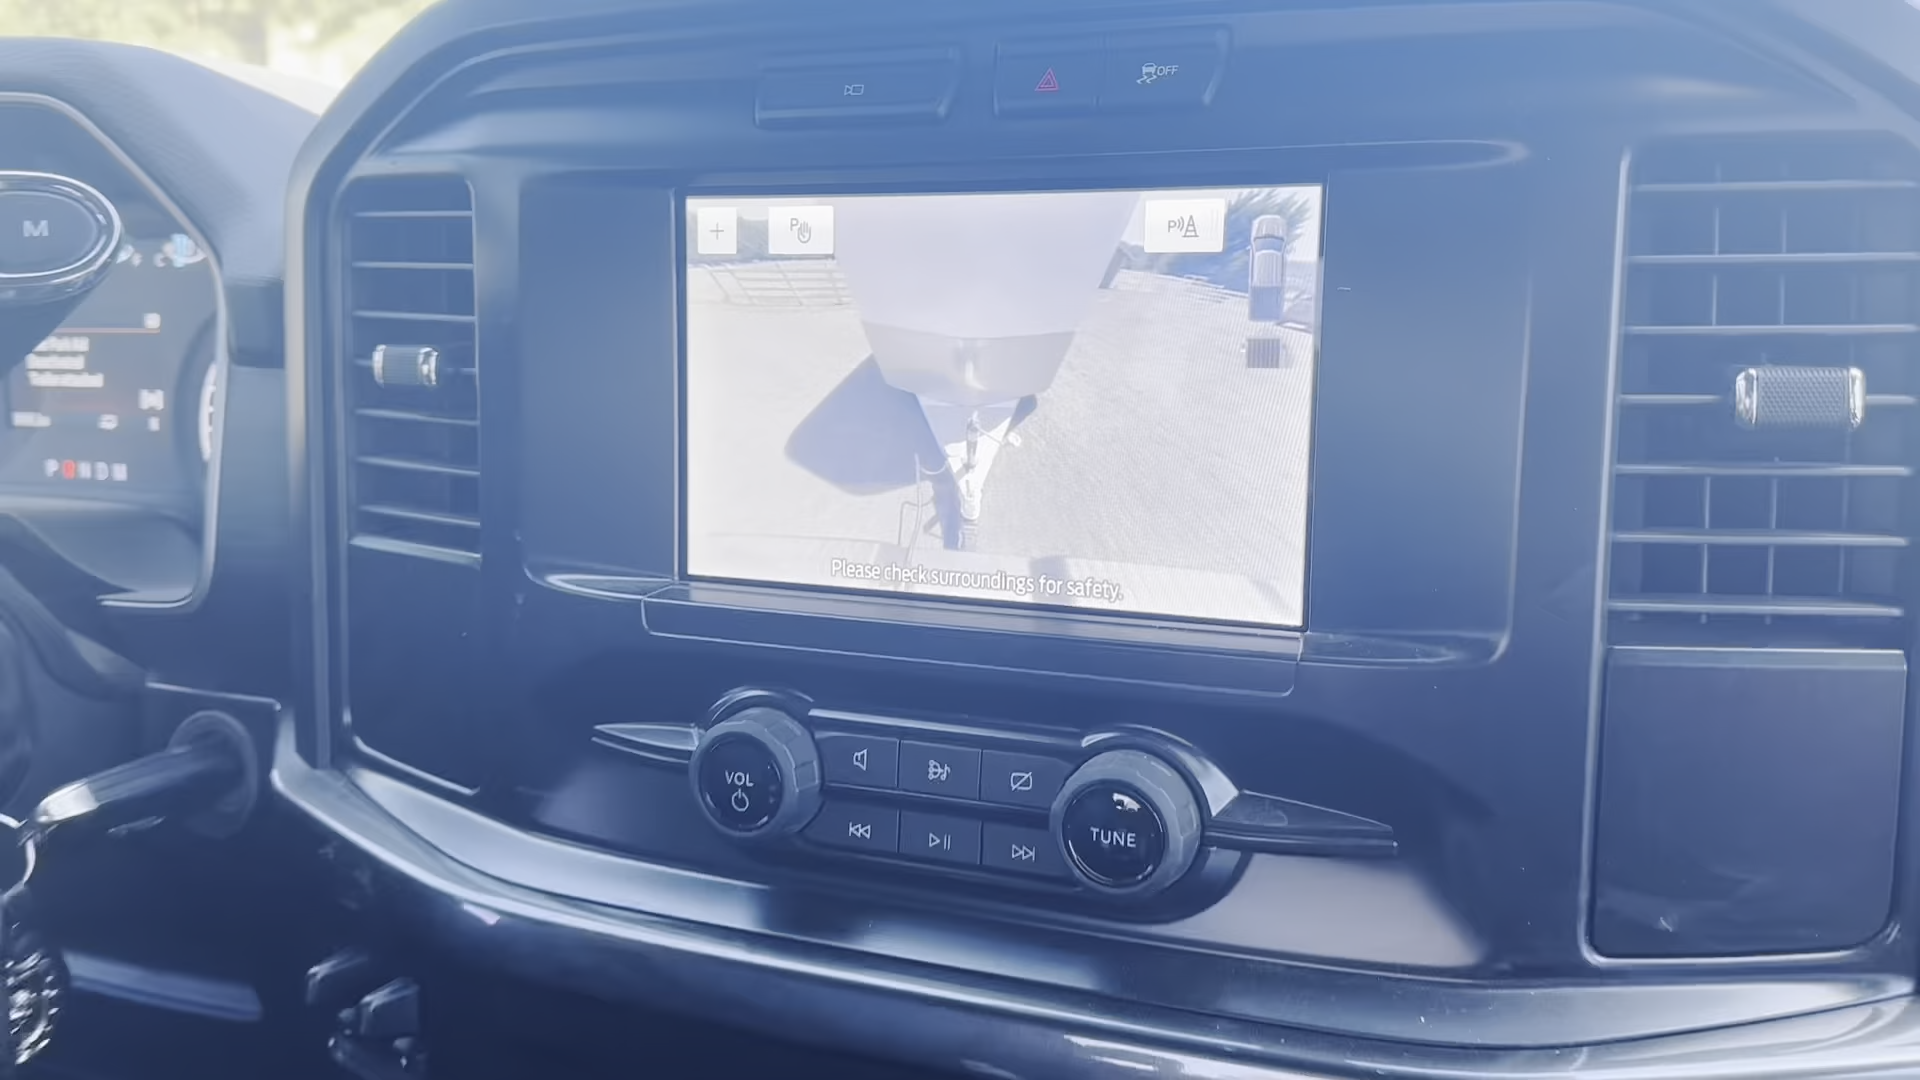 OFF
M
P
P
Please check surroundings for safety.
P R N D M
VOL
TUNE